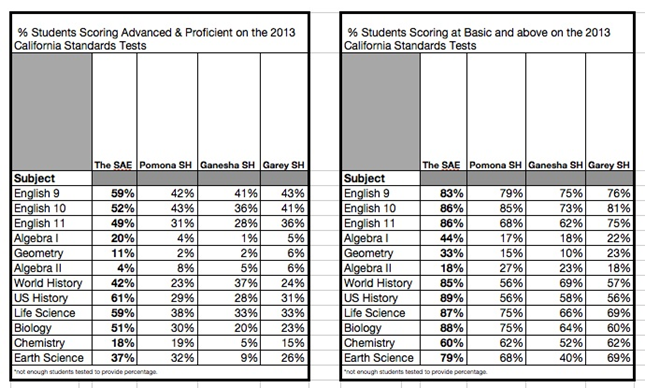 % Students Scoring Advanced & Proficient on the 2013
California Standards Tests
The SAE Pomona SH Ganesha SH Garey SH
Subject
English 9 59% 42% 41% 43%
English 10 52% 43% 36% 41%
English 11 49% 31% 28% 36%
Algebra I 20% 4% 1% 5%
Geometry 11% 2% 2% 6%
Algebra II 4% 8% 5% 6%
World History 42% 23% 37% 24%
US History 61% 29% 28% 31%
Life Science 59% 38% 33% 33%
Biology 51% 30% 20% 23%
Chemistry 18% 19% 5% 15%
Earth Science 37% 32% 9% 26%
*not enough students tested to provide percentage.
% Students Scoring at Basic and above on the 2013
California Standards Tests
The SAE Pomona SH Ganesha SH Garey SH
Subject
English 9 83% 79% 75% 76%
English 10 86% 85% 73% 81%
English 11 86% 68% 62% 75%
Algebra I 44% 17% 18% 22%
Geometry 33% 15% 10% 23%
Algebra II 18% 27% 23% 18%
World History 85% 56% 69% 57%
US History 89% 56% 58% 56%
Life Science 87% 75% 66% 69%
Biology 88% 75% 64% 60%
Chemistry 60% 62% 52% 62%
Earth Science 79% 68% 40% 69%
*not enough students tested to provide percentage.